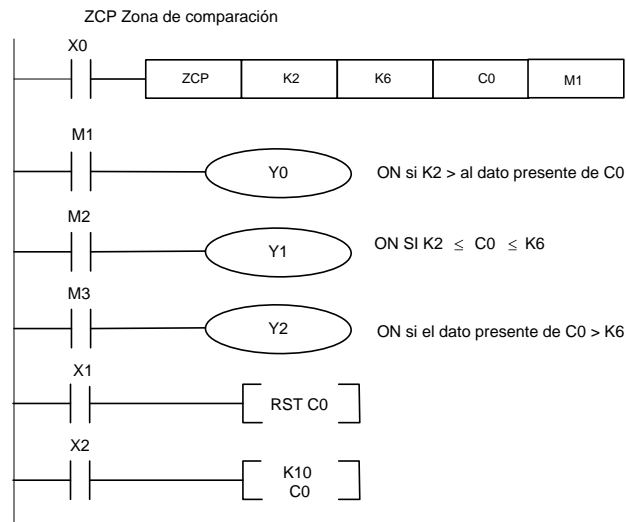 ZCP Zona de comparación
X0
ZCP K2 K6 C0 M1
M1
Y0 ON si K2 > al dato presente de C0
M2
Y1 ON SI K2 ≤ C0 ≤ K6
M3
Y2 ON si el dato presente de C0 > K6
X1
RST C0
X2
K10
C0